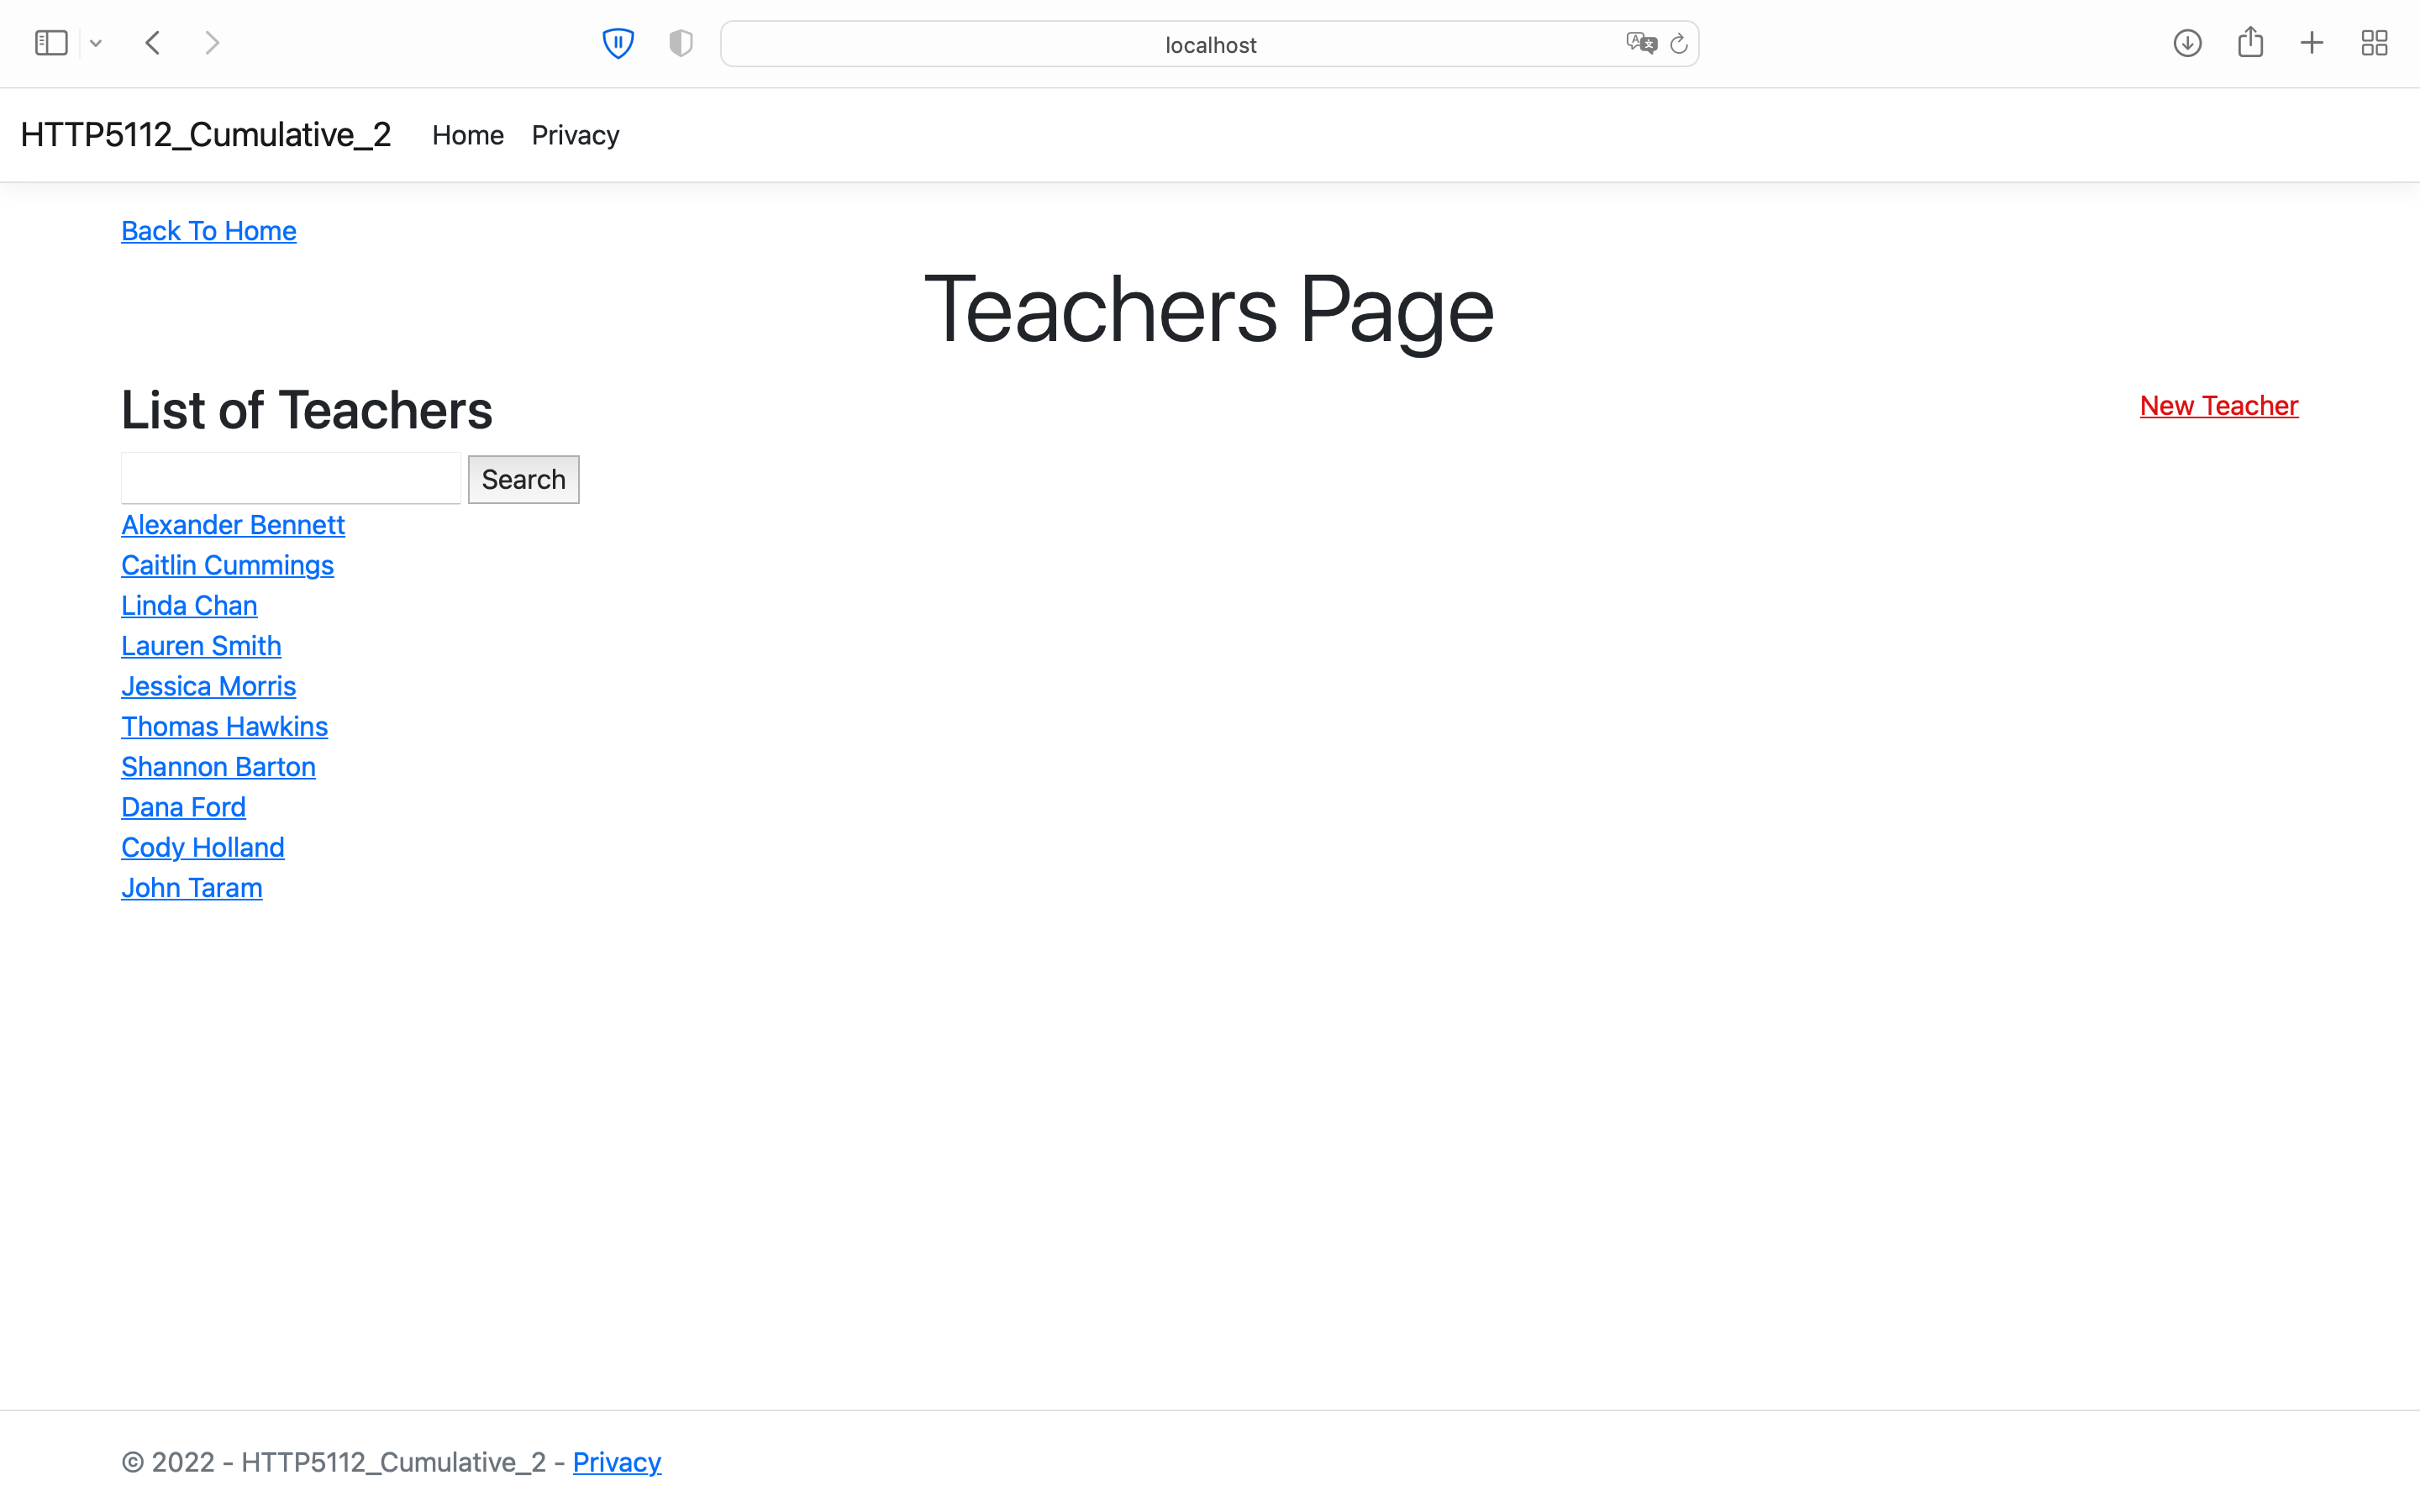 localhost
HTTP5112_Cumulative_2 Home Privacy
Back To Home
Teachers Page
List of Teachers
New Teacher
Search
Alexander Bennett
Caitlin Cummings
Linda Chan
Lauren Smith
Jessica Morris
Thomas Hawkins
Shannon Barton
Dana Ford
Cody Holland
John Taram
© 2022 - HTTP5112_Cumulative_2 - Privacy